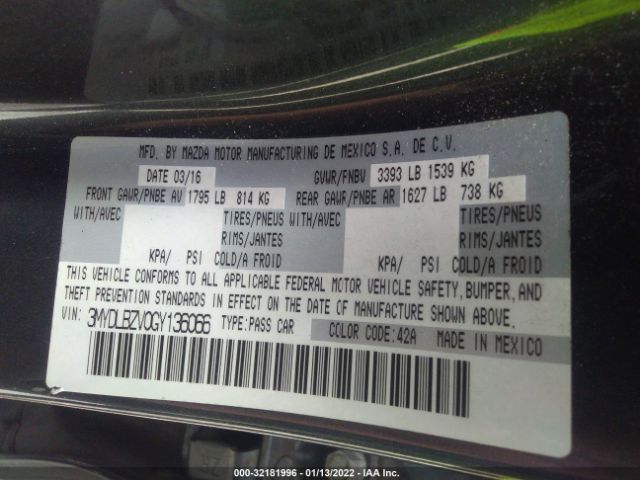 MFD. BY MAZDA MOTOR MANUFACTURING DE MEXICO S.A. DE C.V.
DATE 03/16 GVWR/PNBV 3393 LB 1539 KG
FRONT GAWR/PNBE AV 1795 LB 814 KG REAR GAWR/PNBE AR 1627 LB 738 KG
WITH/AVEC TIRES/PNEUS WITH/AVEC TIRES/PNEUS
RIMS/JANTES RIMS/JANTES
KPA/ PSI COLD/A FROID KPA/ PSI COLD/A FROID
THIS VEHICLE CONFORMS TO ALL APPLICABLE FEDERAL MOTOR VEHICLE SAFETY, BUMPER, AND
THEFT PREVENTION STANDARDS IN EFFECT ON THE DATE OF MANUFACTURE SHOWN ABOVE.
VIN: 3MYDLBZV0GY136066 TYPE:PASS CAR COLOR CODE:42A MADE IN MEXICO
000-32181996 - 01/13/2022 - IAA Inc.